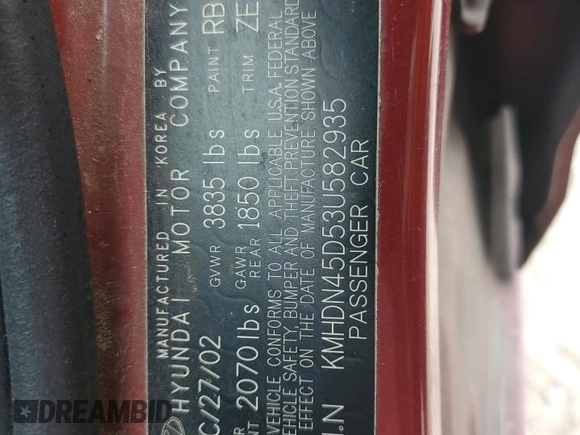 MANUFACTURED IN KOREA BY
HYUNDAI MOTOR COMPANY
C/27/02 GVWR 3835 lbs PAINT RB
2070lbs GAWR REAR 1850 lbs TRIM ZE
VEHICLE CONFORMS TO ALL APPLICABLE U.S.A. FEDERAL
VEHICLE SAFETY, BUMPER AND THEFT PREVENTION STANDARD
EFFECT ON THE DATE OF MANUFACTURE SHOWN ABOVE
I.N KMHDN45D53U582935
PASSENGER CAR
DREAMBID